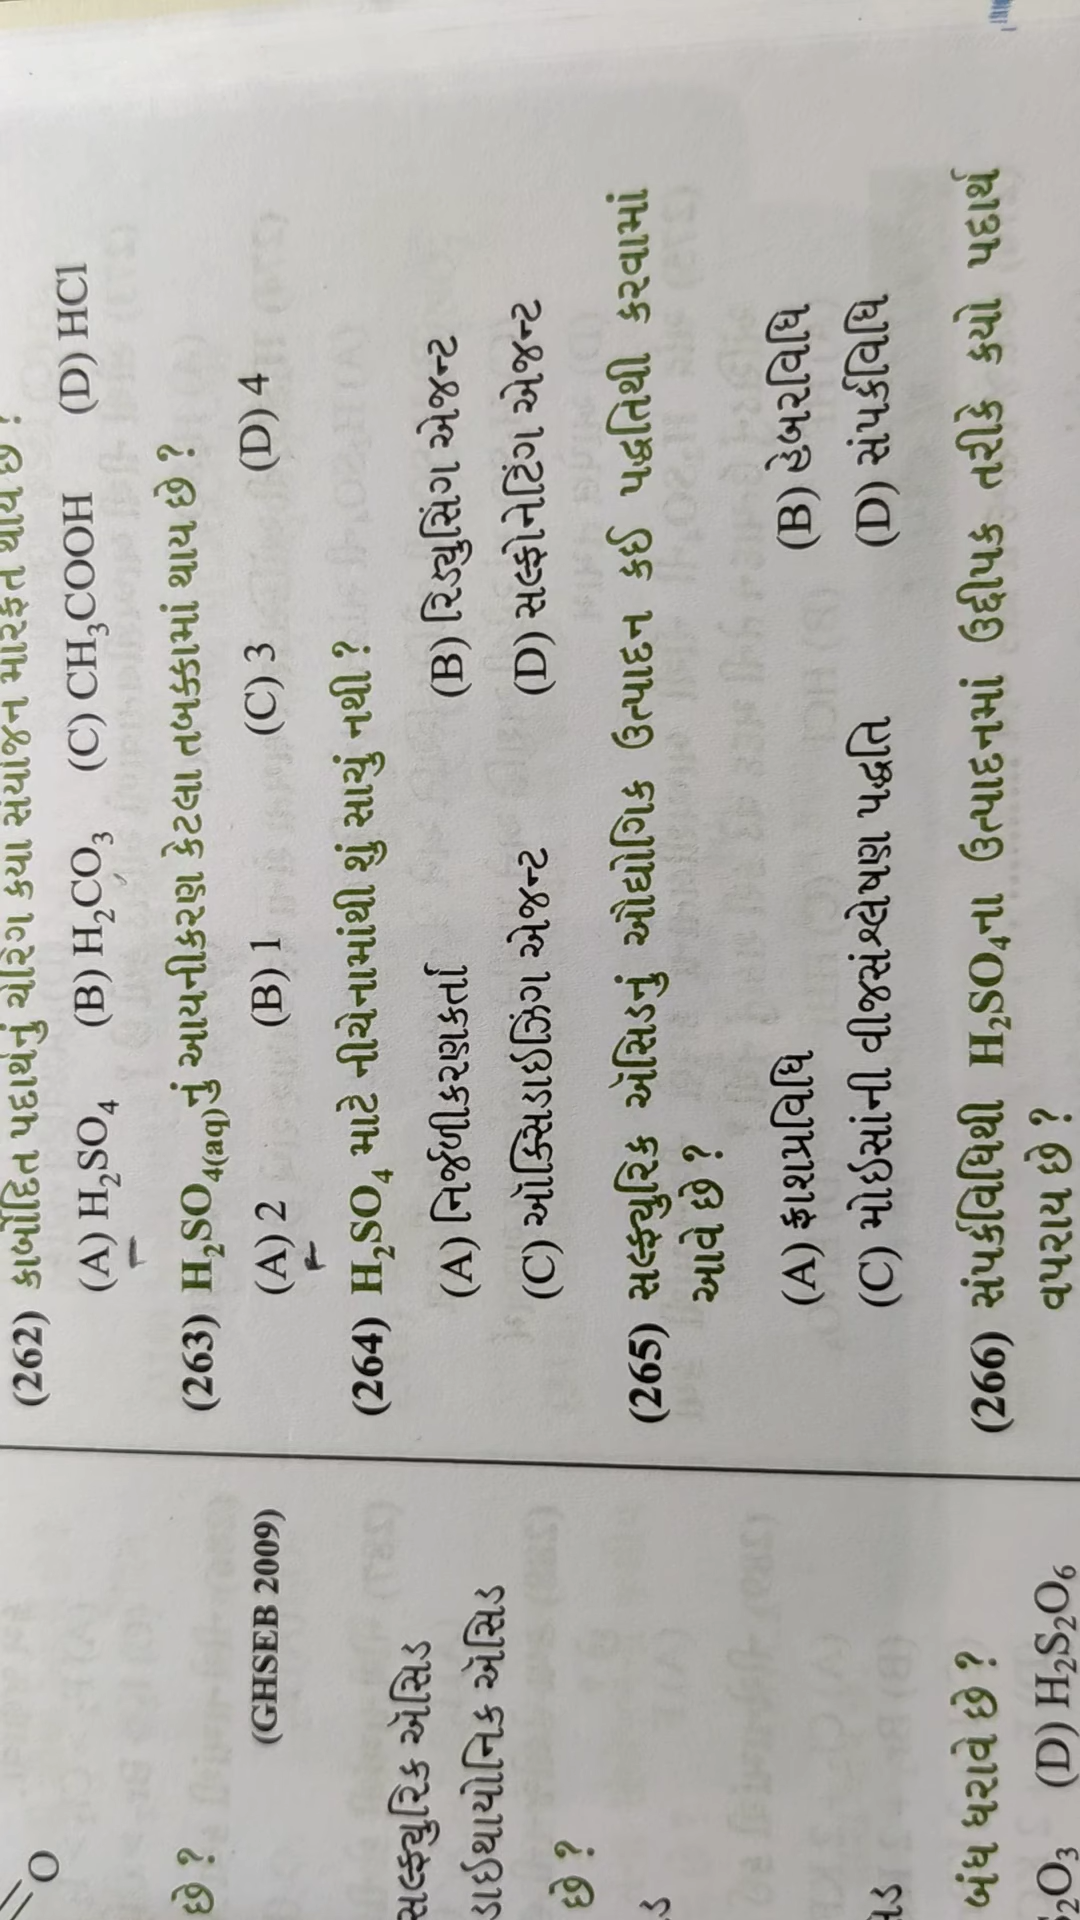 O
છે ?
(GHSEB 2009)
સલ્ફ્યુરિક ઍસિડ
ડાઇથાયોનિક ઍસિડ
છે ?
બંધ ધરાવે છે ?
(D) H₂S₂O₆
(262) કાર્બોદિત પદાર્થનું ચારિંગ કયા સંયોજન મારફત થાય છે ?
(A) H₂SO₄ (B) H₂CO₃ (C) CH₃COOH (D) HCl
(263) H₂SO₄₍aq₎નું આયનીકરણ કેટલા તબક્કામાં થાય છે ?
(A) 2 (B) 1 (C) 3 (D) 4
(264) H₂SO₄ માટે નીચેનામાંથી શું સાચું નથી ?
(A) નિર્જળીકરણકર્તા (B) રિડ્યુસિંગ એજન્ટ
(C) ઑક્સિડાઇઝિંગ એજન્ટ (D) સલ્ફોનેટિંગ એજન્ટ
(265) સલ્ફ્યુરિક ઍસિડનું ઔદ્યોગિક ઉત્પાદન કઈ પદ્ધતિથી કરવામાં
આવે છે ?
(A) ફ્રાશપ્રવિધિ (B) હેબરવિધિ
(C) મોઇસાંની વીજસંશ્લેષણ પદ્ધતિ (D) સંપર્કવિધિ
(266) સંપર્કવિધિથી H₂SO₄ના ઉત્પાદનમાં ઉદ્દીપક તરીકે કયો પદાર્થ
વપરાય છે ?